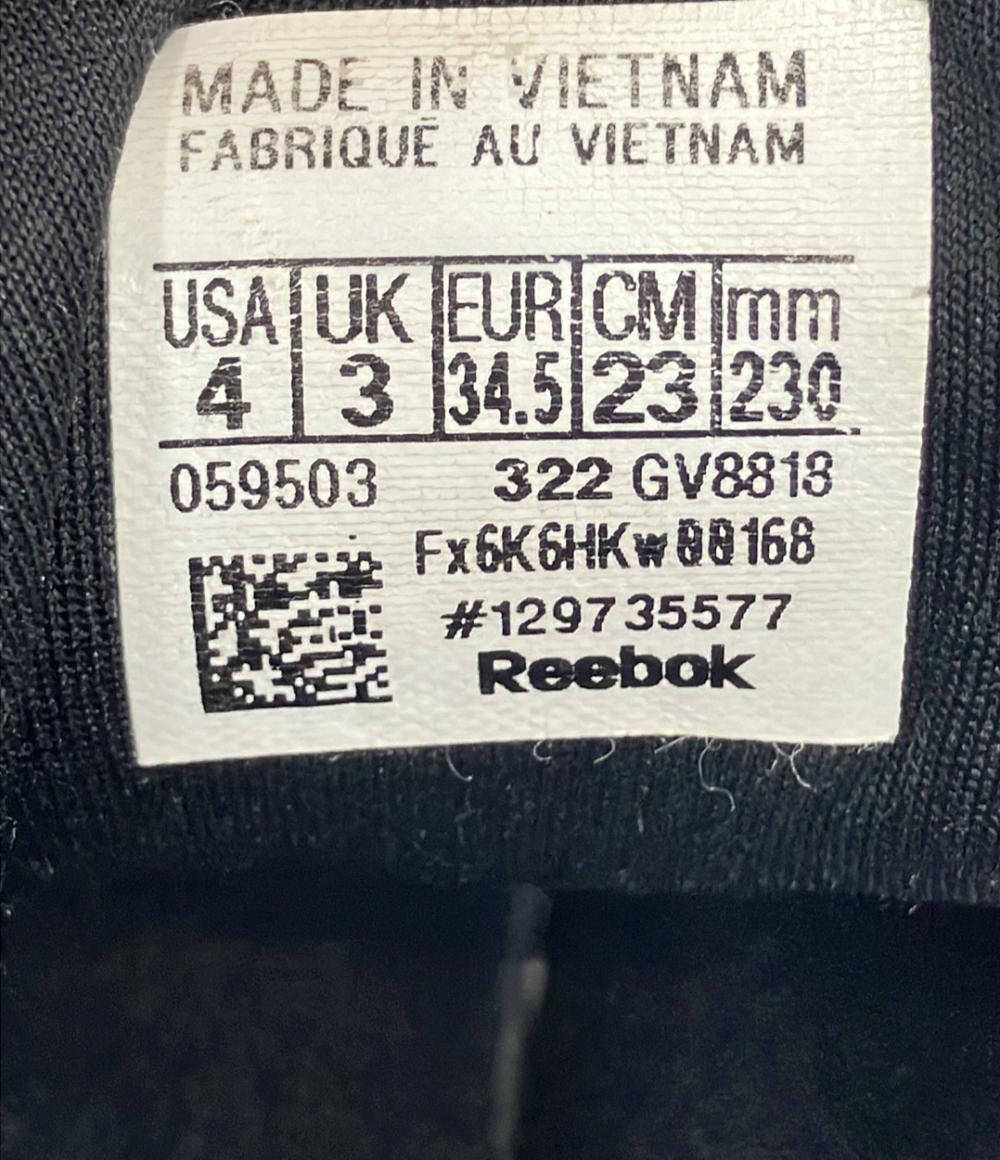 MADE IN VIETNAM
FABRIQUÉ AU VIETNAM
USA UK EUR CM mm
4 3 34.5 23 230
059503 322 GV8818
#129735577
Reebok